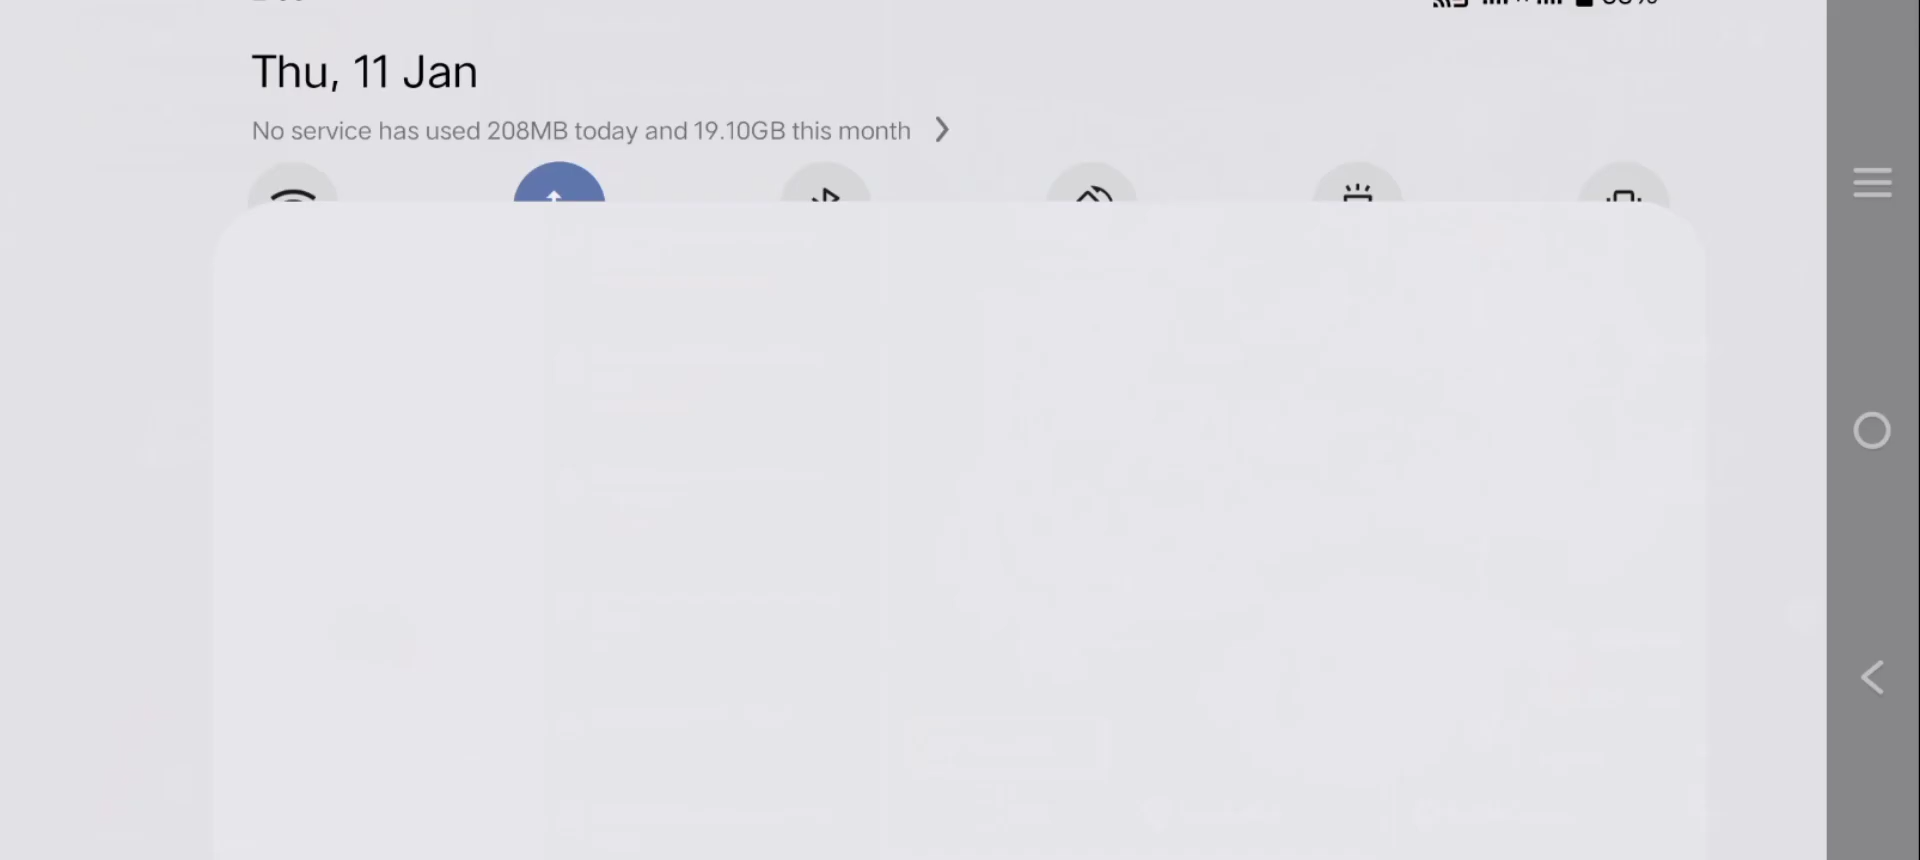 Thu, 11 Jan
No service has used 208MB today and 19.10GB this month